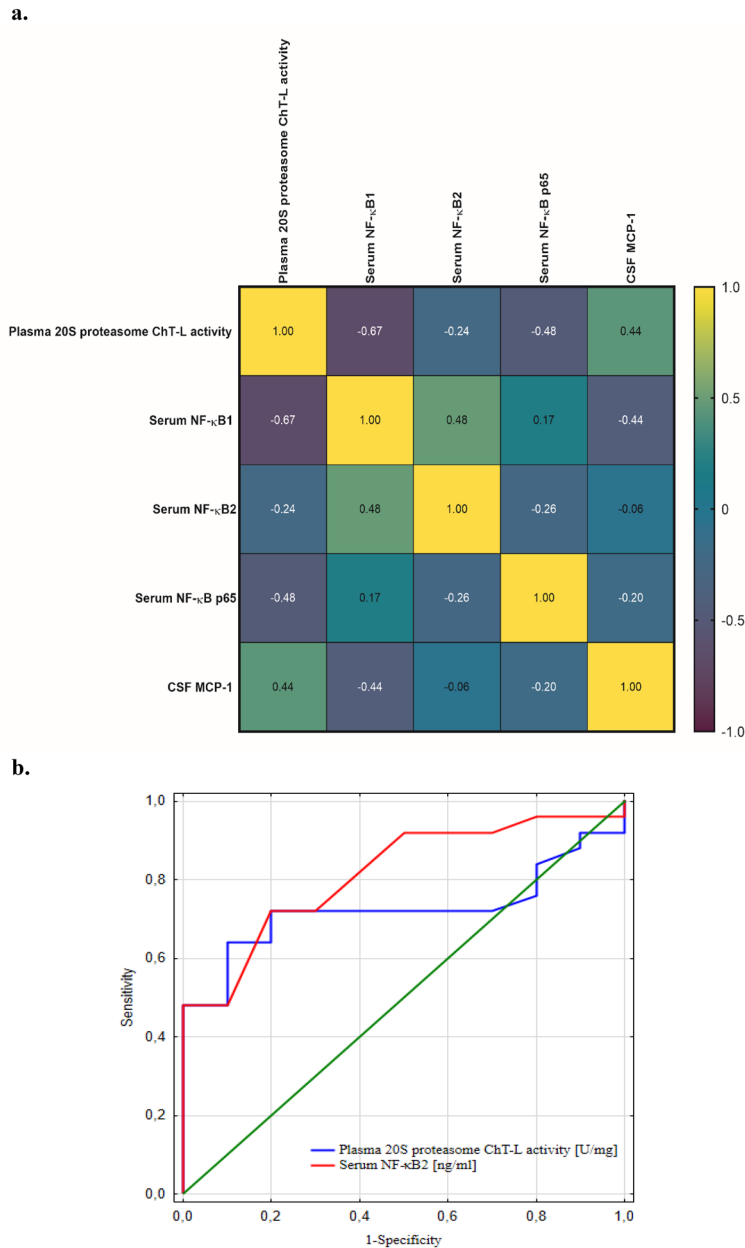 a.
Plasma 20S proteasome ChT-L activity
Serum NF-κB1
Serum NF-κB2
Serum NF-κB p65
CSF MCP-1
Plasma 20S proteasome ChT-L activity
1.00
-0.67
-0.24
-0.48
0.44
Serum NF-κB1
-0.67
1.00
0.48
0.17
-0.44
Serum NF-κB2
-0.24
0.48
1.00
-0.26
-0.06
Serum NF-κB p65
-0.48
0.17
-0.26
1.00
-0.20
CSF MCP-1
0.44
-0.44
-0.06
-0.20
1.00
1.0
0.5
0
-0.5
-1.0
b.
1,0
0,8
0,6
0,4
0,2
0,0
Sensitivity
Plasma 20S proteasome ChT-L activity [U/mg]
Serum NF-κB2 [ng/ml]
0,0
0,2
0,4
0,6
0,8
1,0
1-Specificity